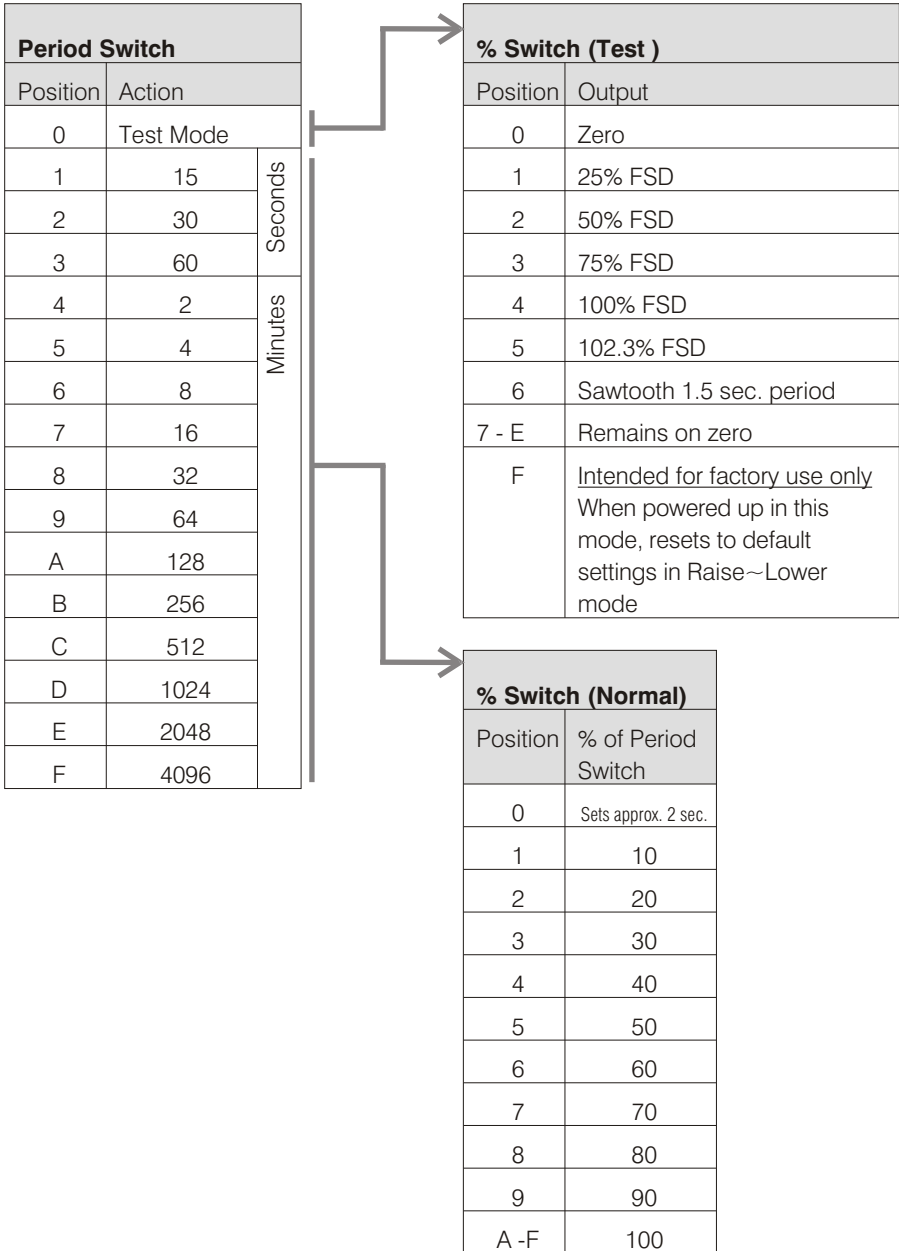 Period Switch
Position Action
0 Test Mode
1 15
2 30
3 60
Seconds
4 2
5 4
6 8
7 16
8 32
9 64
A 128
B 256
C 512
D 1024
E 2048
F 4096
Minutes
% Switch (Test )
Position Output
0 Zero
1 25% FSD
2 50% FSD
3 75% FSD
4 100% FSD
5 102.3% FSD
6 Sawtooth 1.5 sec. period
7 - E Remains on zero
F Intended for factory use only
When powered up in this
mode, resets to default
settings in Raise~Lower
mode
% Switch (Normal)
Position % of Period
Switch
0 Sets approx. 2 sec.
1 10
2 20
3 30
4 40
5 50
6 60
7 70
8 80
9 90
A -F 100